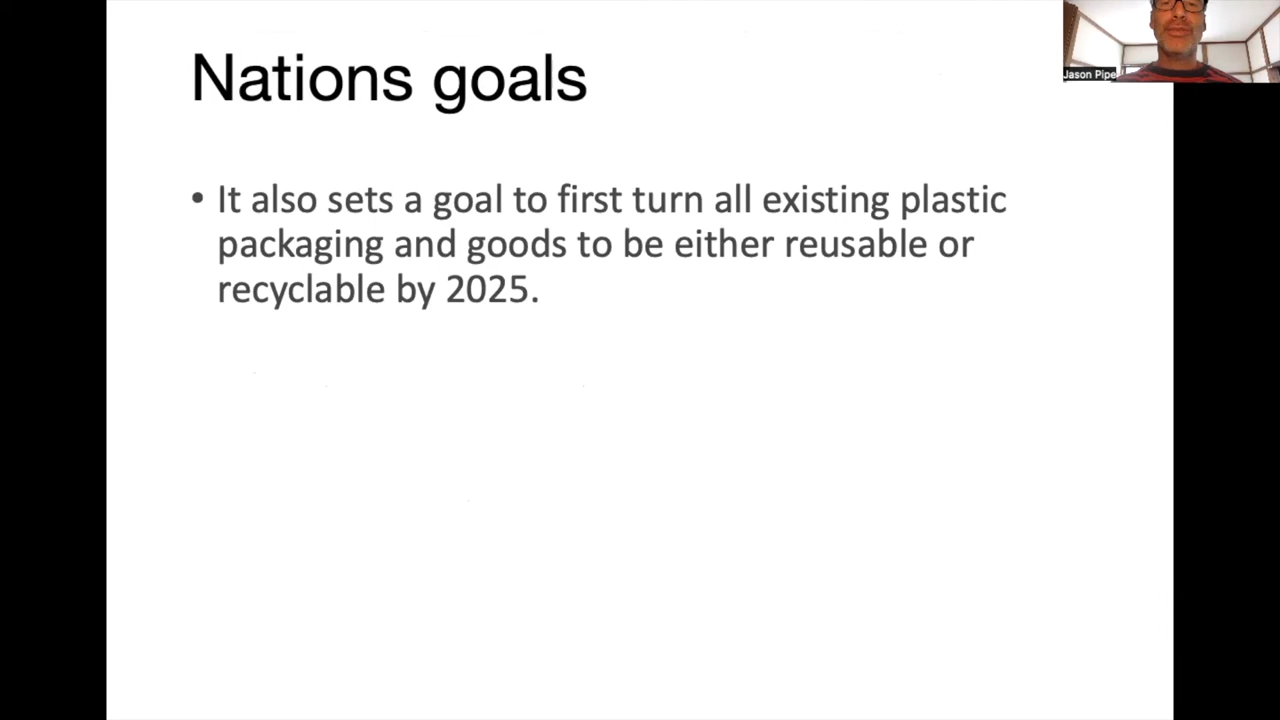 Nations goals
Jason Pipe
• It also sets a goal to first turn all existing plastic
packaging and goods to be either reusable or
recyclable by 2025.